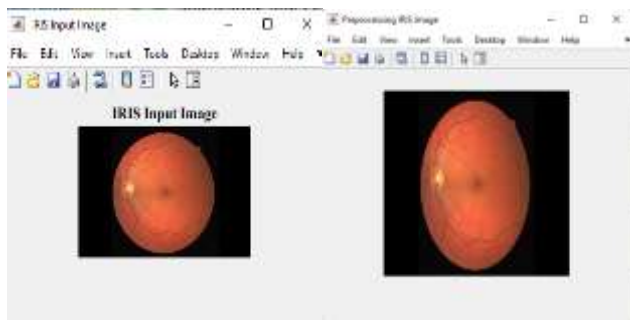 IRIS Input Image
File Edit View Insert Tools Desktop Window Help
IRIS Input Image
Preprocessing IRIS Image
File Edit View Insert Tools Desktop Window Help